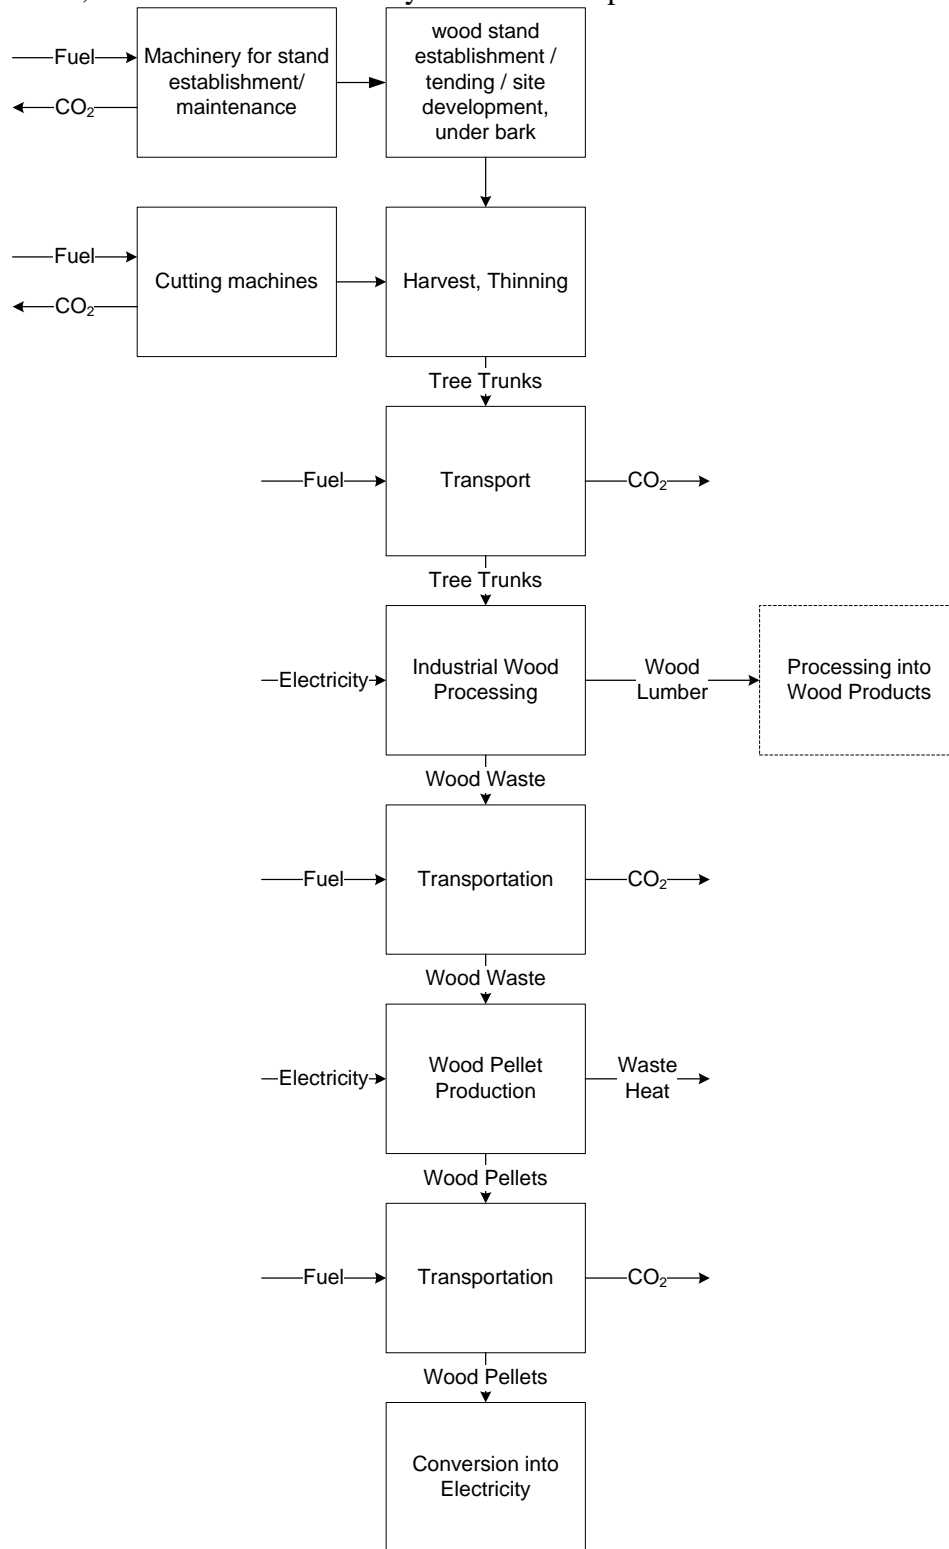 Fuel
CO₂
Machinery for stand
establishment/
maintenance
wood stand
establishment /
tending / site
development,
under bark
Fuel
CO₂
Cutting machines
Harvest, Thinning
Tree Trunks
Fuel
Transport
CO₂
Tree Trunks
Electricity
Industrial Wood
Processing
Wood
Lumber
Processing into
Wood Products
Wood Waste
Fuel
Transportation
CO₂
Wood Waste
Electricity
Wood Pellet
Production
Waste
Heat
Wood Pellets
Fuel
Transportation
CO₂
Wood Pellets
Conversion into
Electricity